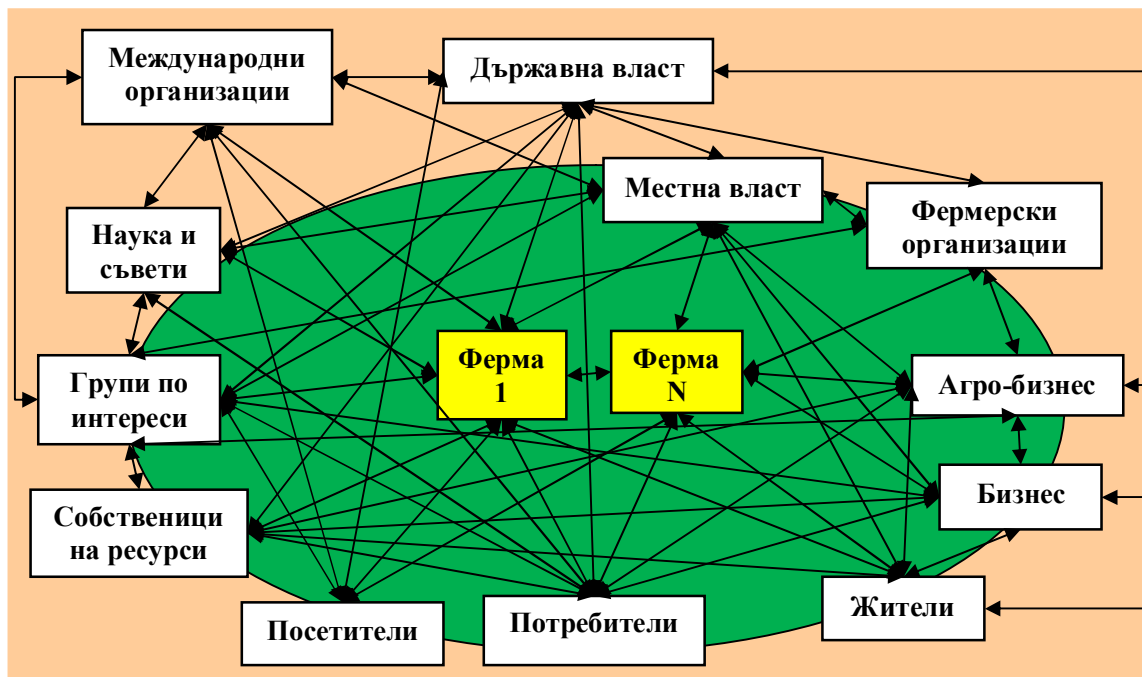 Международни
организации
Държавна власт
Местна власт
Фермерски
организации
Наука и
съвети
Ферма
1
Ферма
N
Групи по
интереси
Агро-бизнес
Бизнес
Собственици
на ресурси
Посетители
Потребители
Жители